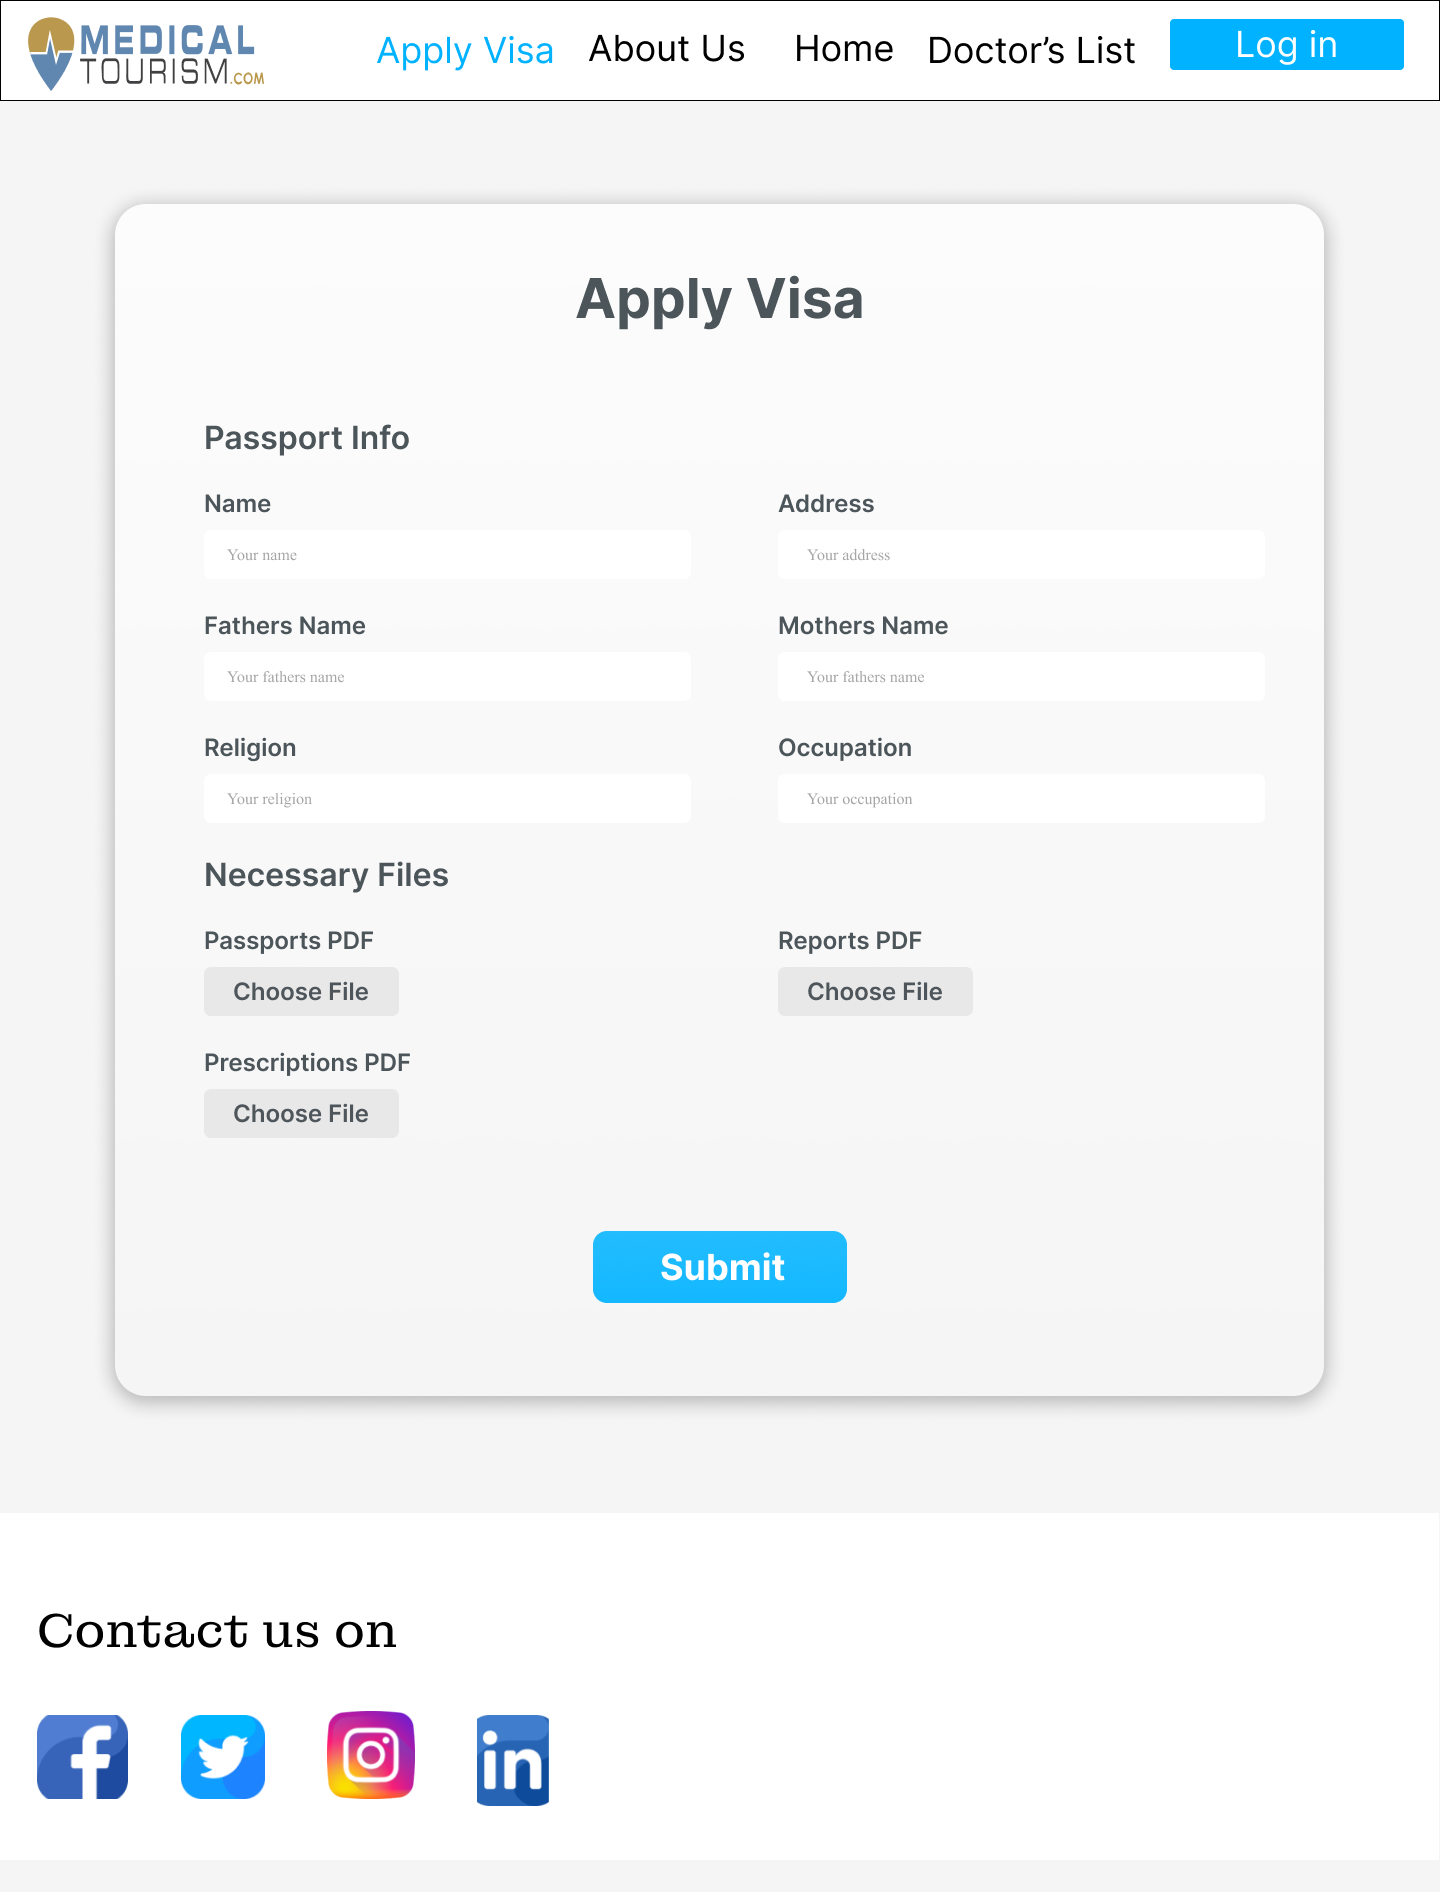 MEDICAL
TOURISM.COM
Apply Visa
About Us
Home
Doctor’s List
Log in
Apply Visa
Passport Info
Name
Address
Your name
Your address
Fathers Name
Mothers Name
Your fathers name
Your fathers name
Religion
Occupation
Your religion
Your occupation
Necessary Files
Passports PDF
Reports PDF
Choose File
Choose File
Prescriptions PDF
Choose File
Submit
Contact us on
f
in